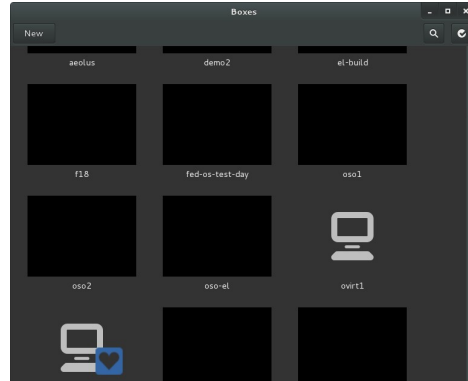 Boxes
New
aeolus
demo2
el-build
f18
fed-os-test-day
oso1
oso2
oso-el
ovirt1